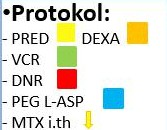 •Protokol:
- PRED DEXA
- VCR
- DNR
- PEG L-ASP
- MTX i.th